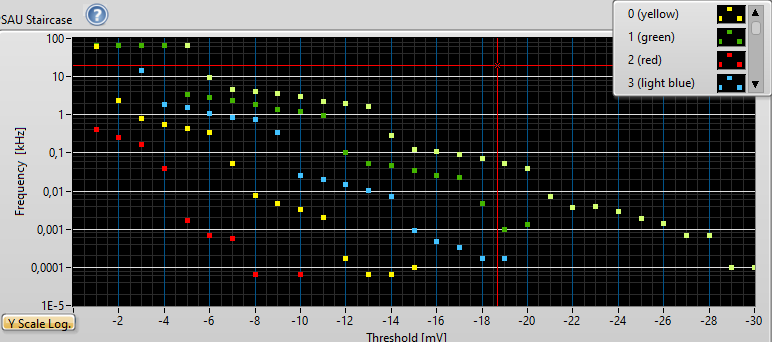 PSAU Staircase
?
0 (yellow)
1 (green)
2 (red)
3 (light blue)
Frequency [kHz]
100
10
1
0,1
0,01
0,001
0,0001
1E-5
-2 -4 -6 -8 -10 -12 -14 -16 -18 -20 -22 -24 -26 -28 -30
Threshold [mV]
Y Scale Log.